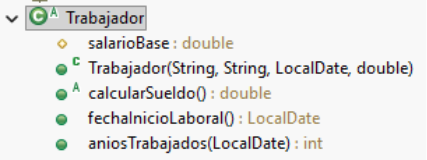 Trabajador
salarioBase : double
Trabajador(String, String, LocalDate, double)
calcularSueldo() : double
fechaInicioLaboral() : LocalDate
aniosTrabajados(LocalDate) : int